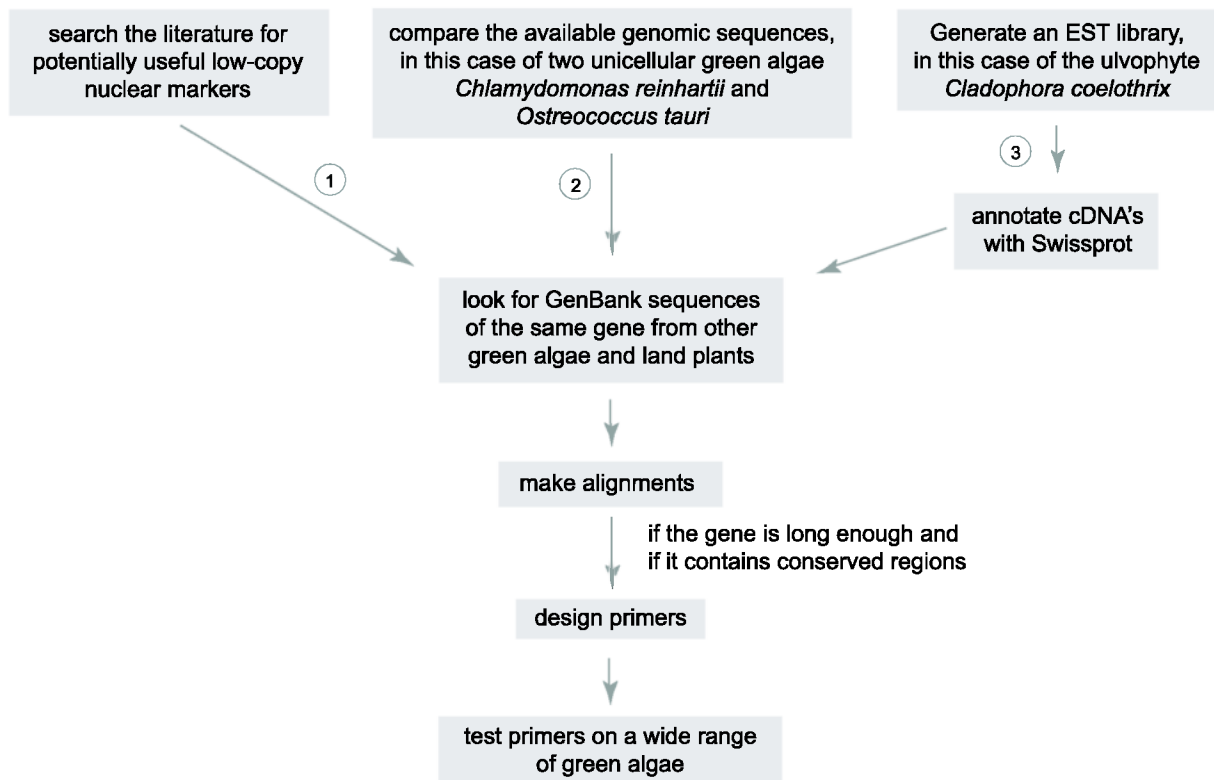 search the literature for
potentially useful low-copy
nuclear markers
compare the available genomic sequences,
in this case of two unicellular green algae
Chlamydomonas reinhartii and
Ostreococcus tauri
Generate an EST library,
in this case of the ulvophyte
Cladophora coelothrix
1
2
3
annotate cDNA's
with Swissprot
look for GenBank sequences
of the same gene from other
green algae and land plants
make alignments
if the gene is long enough and
if it contains conserved regions
design primers
test primers on a wide range
of green algae